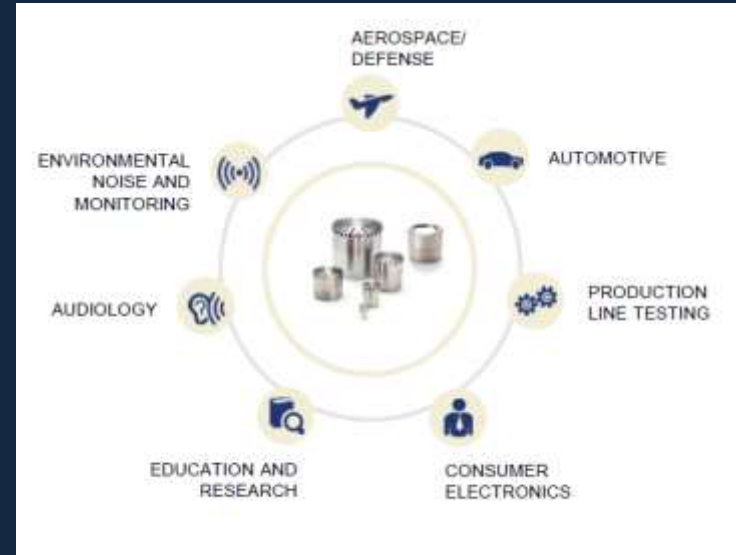 AEROSPACE/
DEFENSE
AUTOMOTIVE
PRODUCTION
LINE TESTING
CONSUMER
ELECTRONICS
EDUCATION AND
RESEARCH
AUDIOLOGY
ENVIRONMENTAL
NOISE AND
MONITORING